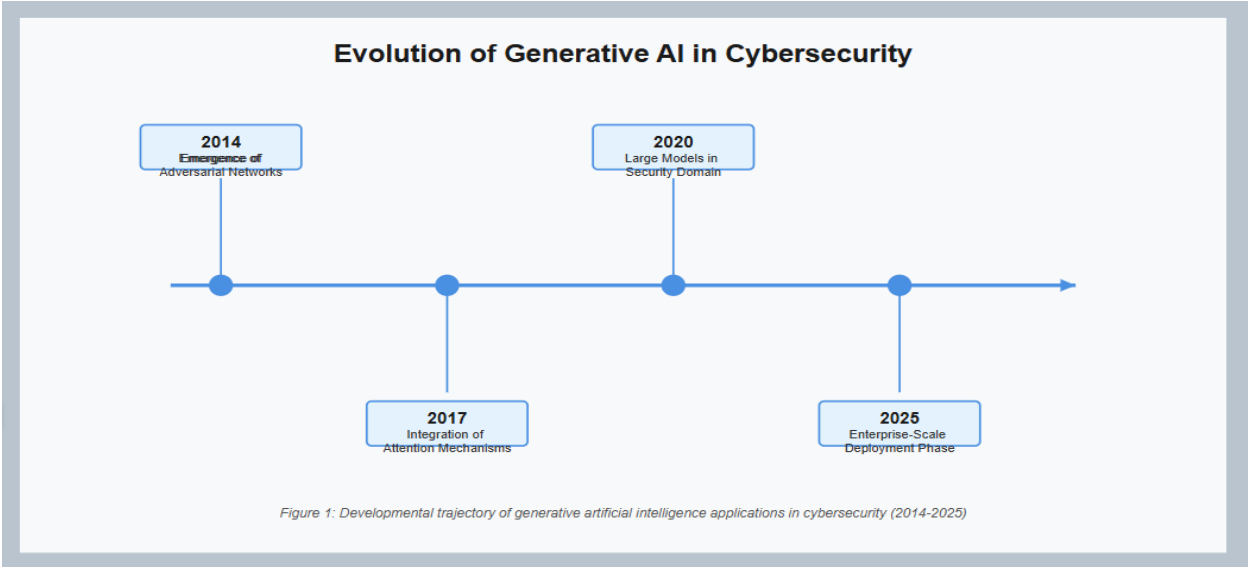 Evolution of Generative AI in Cybersecurity
2014
Emergence of
Adversarial Networks
2020
Large Models in
Security Domain
2017
Integration of
Attention Mechanisms
2025
Enterprise-Scale
Deployment Phase
Figure 1: Developmental trajectory of generative artificial intelligence applications in cybersecurity (2014-2025)